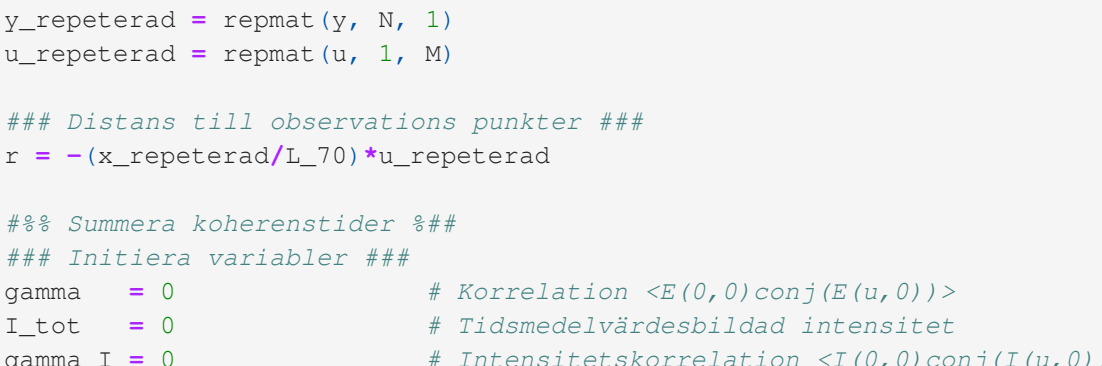 y_repeterad = repmat(y, N, 1)
u_repeterad = repmat(u, 1, M)
### Distans till observations punkter ###
r = -(x_repeterad/L_70)*u_repeterad
#%% Summera koherenstider %##
### Initiera variabler ###
gamma = 0 # Korrelation <E(0,0)conj(E(u,0))>
I_tot = 0 # Tidsmedelvärdesbildad intensitet
gamma_I = 0 # Intensitetskorrelation <I(0,0)conj(I(u,0)